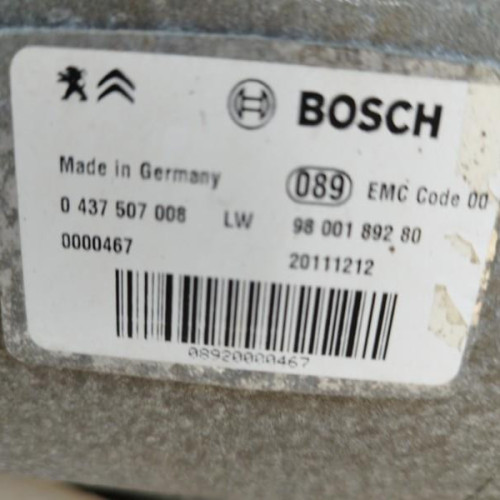 BOSCH
Made in Germany
089 EMC Code 00
0 437 507 008 LW 98 001 892 80
0000467 20111212
08920000467